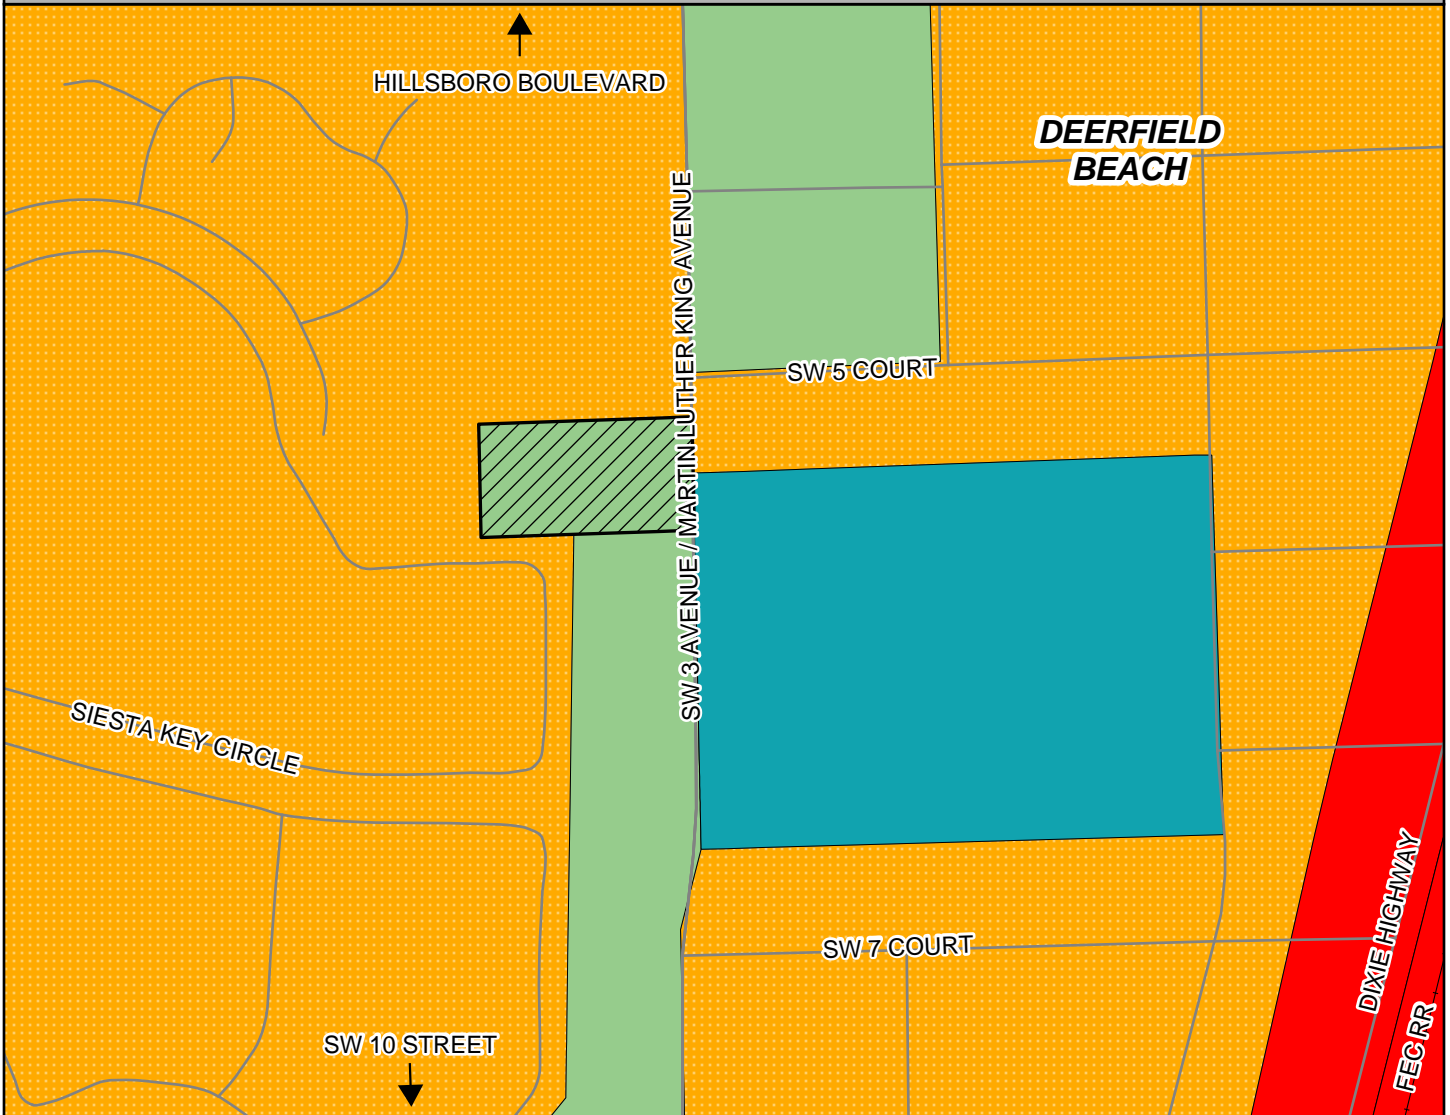 HILLSBORO BOULEVARD
DEERFIELD
BEACH
SW 3 AVENUE / MARTIN LUTHER KING AVENUE
SW 5 COURT
SIESTA KEY CIRCLE
SW 7 COURT
DIXIE HIGHWAY
FEC RR
SW 10 STREET